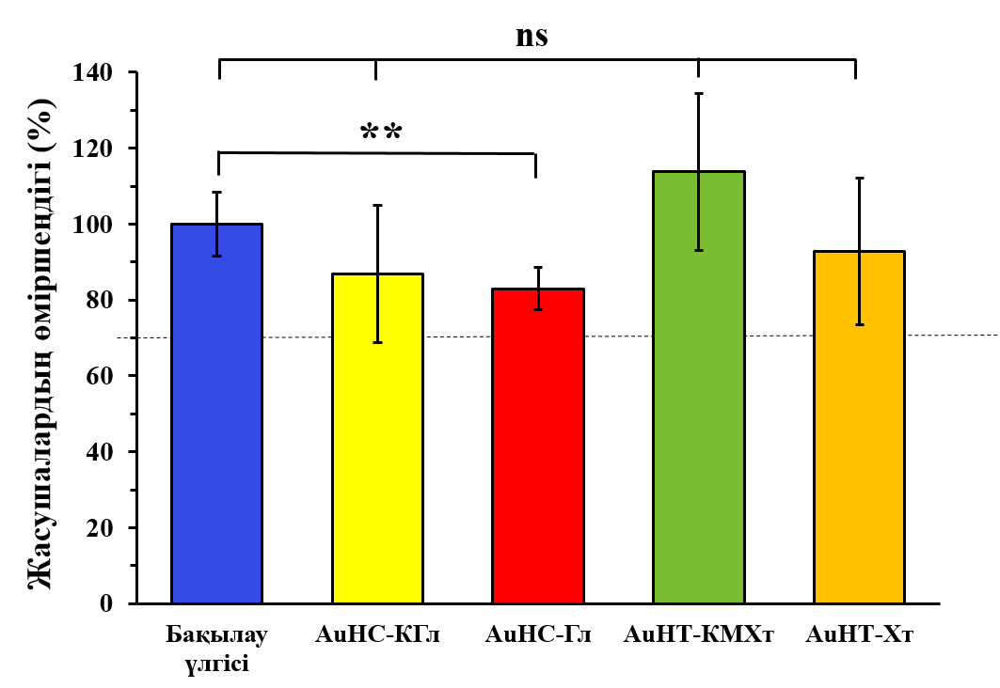 ns
**
Жасушалардың өміршеңдігі (%)
140
120
100
80
60
40
20
0
Бақылау
үлгісі
AuНС-КГл
AuНС-Гл
AuНТ-КМХт
AuНТ-Хт